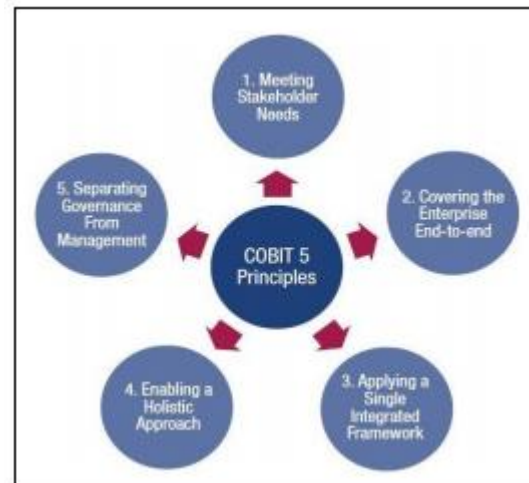 1. Meeting
Stakeholder
Needs
2. Covering the
Enterprise
End-to-end
3. Applying a
Single
Integrated
Framework
4. Enabling a
Holistic
Approach
5. Separating
Governance
From
Management
COBIT 5
Principles